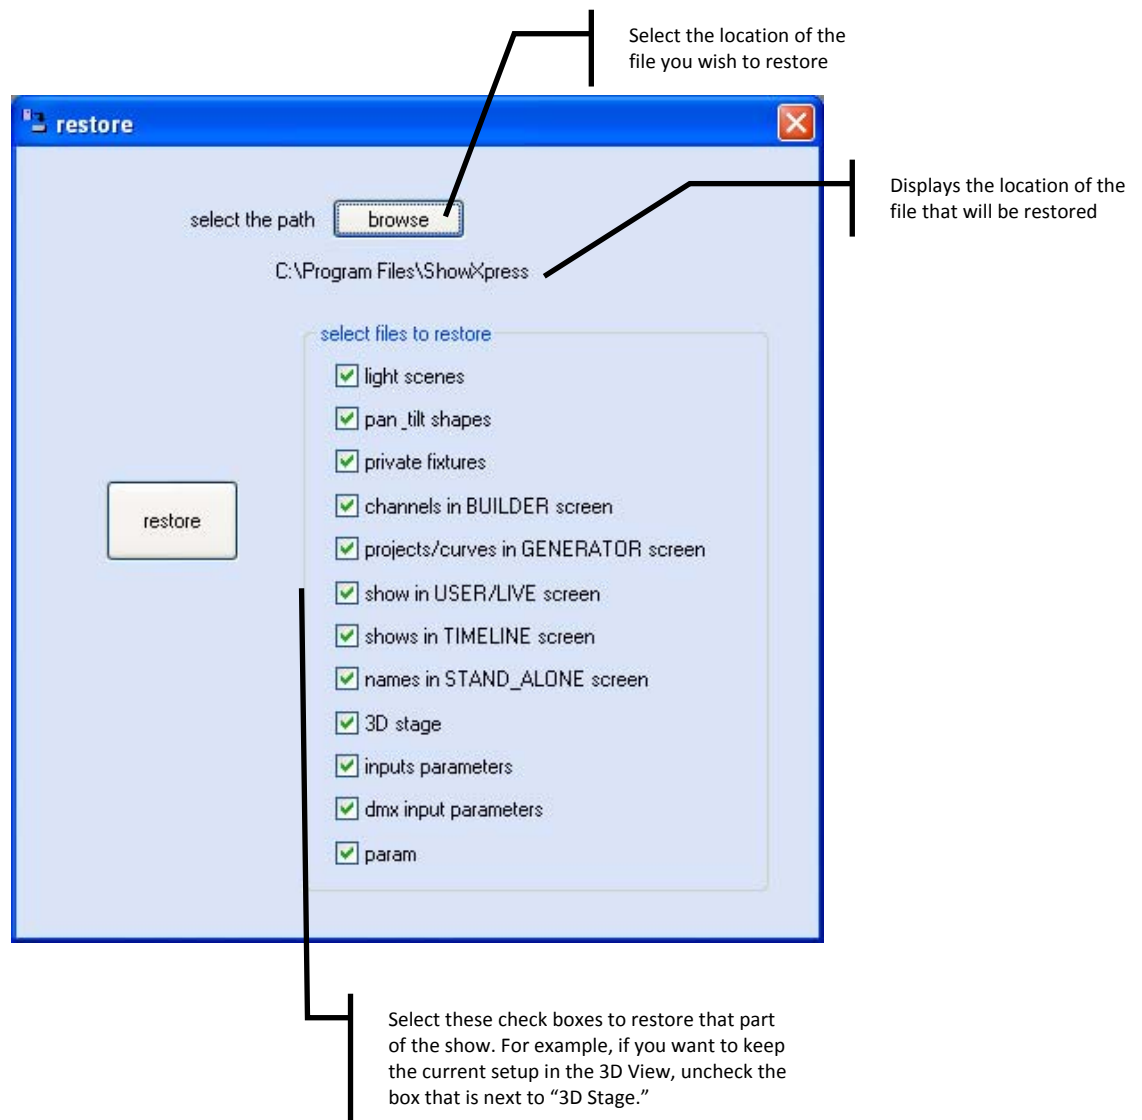 Select the location of the
file you wish to restore
restore
Displays the location of the
file that will be restored
select the path
browse
C:\Program Files\ShowXpress
select files to restore
light scenes
pan_tilt shapes
private fixtures
channels in BUILDER screen
projects/curves in GENERATOR screen
show in USER/LIVE screen
shows in TIMELINE screen
names in STAND_ALONE screen
3D stage
inputs parameters
dmx input parameters
param
restore
Select these check boxes to restore that part
of the show. For example, if you want to keep
the current setup in the 3D View, uncheck the
box that is next to “3D Stage.”